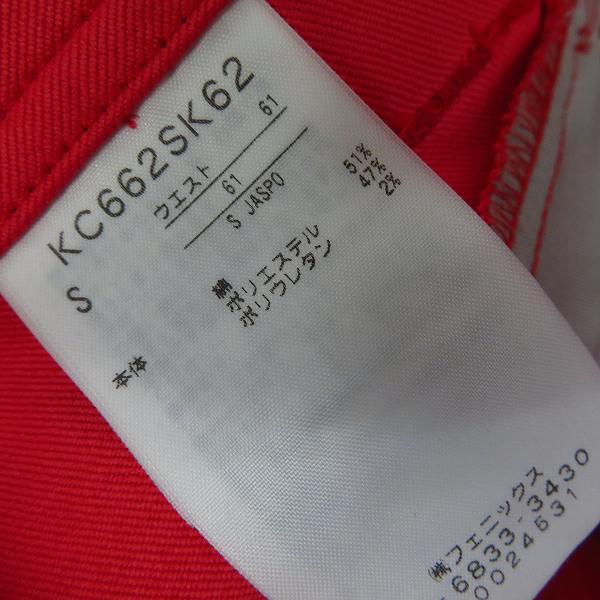 KC662SK62
S
ウエスト 61
61
S JASPO
本体
綿 51%
ポリエステル 47%
ポリウレタン 2%
㈱フェニックス
6833-3430
0024531